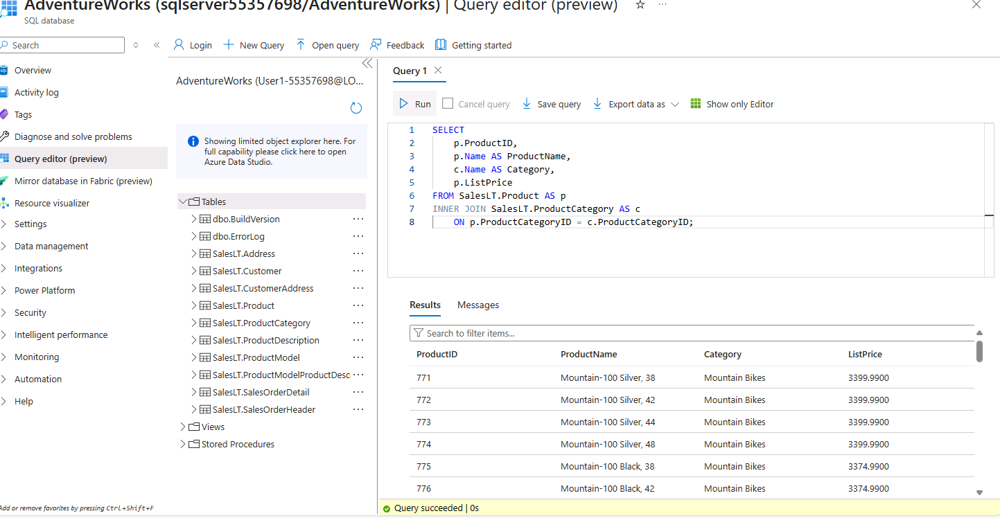 AdventureWorks (sqlserver55357698/AdventureWorks) | Query editor (preview)
SQL database
Search
Login
New Query
Open query
Feedback
Getting started
Overview
Activity log
Tags
Diagnose and solve problems
Query editor (preview)
Mirror database in Fabric (preview)
Resource visualizer
Settings
Data management
Integrations
Power Platform
Security
Intelligent performance
Monitoring
Automation
Help
Add or remove favorites by pressing Ctrl+Shift+F
AdventureWorks (User1-55357698@LO...
Showing limited object explorer here. For
full capability please click here to open
Azure Data Studio.
Tables
dbo.BuildVersion
dbo.ErrorLog
SalesLT.Address
SalesLT.Customer
SalesLT.CustomerAddress
SalesLT.Product
SalesLT.ProductCategory
SalesLT.ProductDescription
SalesLT.ProductModel
SalesLT.ProductModelProductDesc
SalesLT.SalesOrderDetail
SalesLT.SalesOrderHeader
Views
Stored Procedures
Query 1
Run
Cancel query
Save query
Export data as
Show only Editor
1 SELECT
2 p.ProductID,
3 p.Name AS ProductName,
4 c.Name AS Category,
5 p.ListPrice
6 FROM SalesLT.Product AS p
7 INNER JOIN SalesLT.ProductCategory AS c
8 ON p.ProductCategoryID = c.ProductCategoryID;
Results Messages
Search to filter items...
ProductID ProductName Category ListPrice
771 Mountain-100 Silver, 38 Mountain Bikes 3399.9900
772 Mountain-100 Silver, 42 Mountain Bikes 3399.9900
773 Mountain-100 Silver, 44 Mountain Bikes 3399.9900
774 Mountain-100 Silver, 48 Mountain Bikes 3399.9900
775 Mountain-100 Black, 38 Mountain Bikes 3374.9900
776 Mountain-100 Black, 42 Mountain Bikes 3374.9900
Query succeeded | 0s